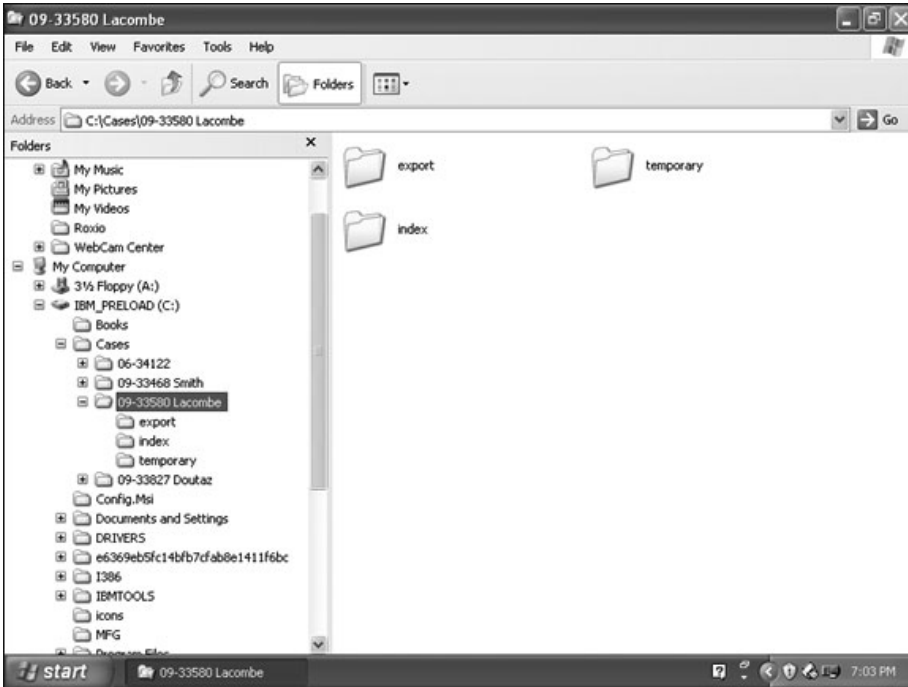 09-33580 Lacombe
File Edit View Favorites Tools Help
Back Search Folders
Address C:\Cases\09-33580 Lacombe Go
Folders
My Music
My Pictures
My Videos
Roxio
WebCam Center
My Computer
3½ Floppy (A:)
IBM_PRELOAD (C:)
Books
Cases
06-34122
09-33468 Smith
09-33580 Lacombe
export
index
temporary
09-33827 Doutaz
Config.Msi
Documents and Settings
DRIVERS
e6369eb5fc14bfb7cfab8e1411f6bc
I386
IBMTOOLS
icons
MFG
Program Files
export temporary
index
start 09-33580 Lacombe 7:03 PM